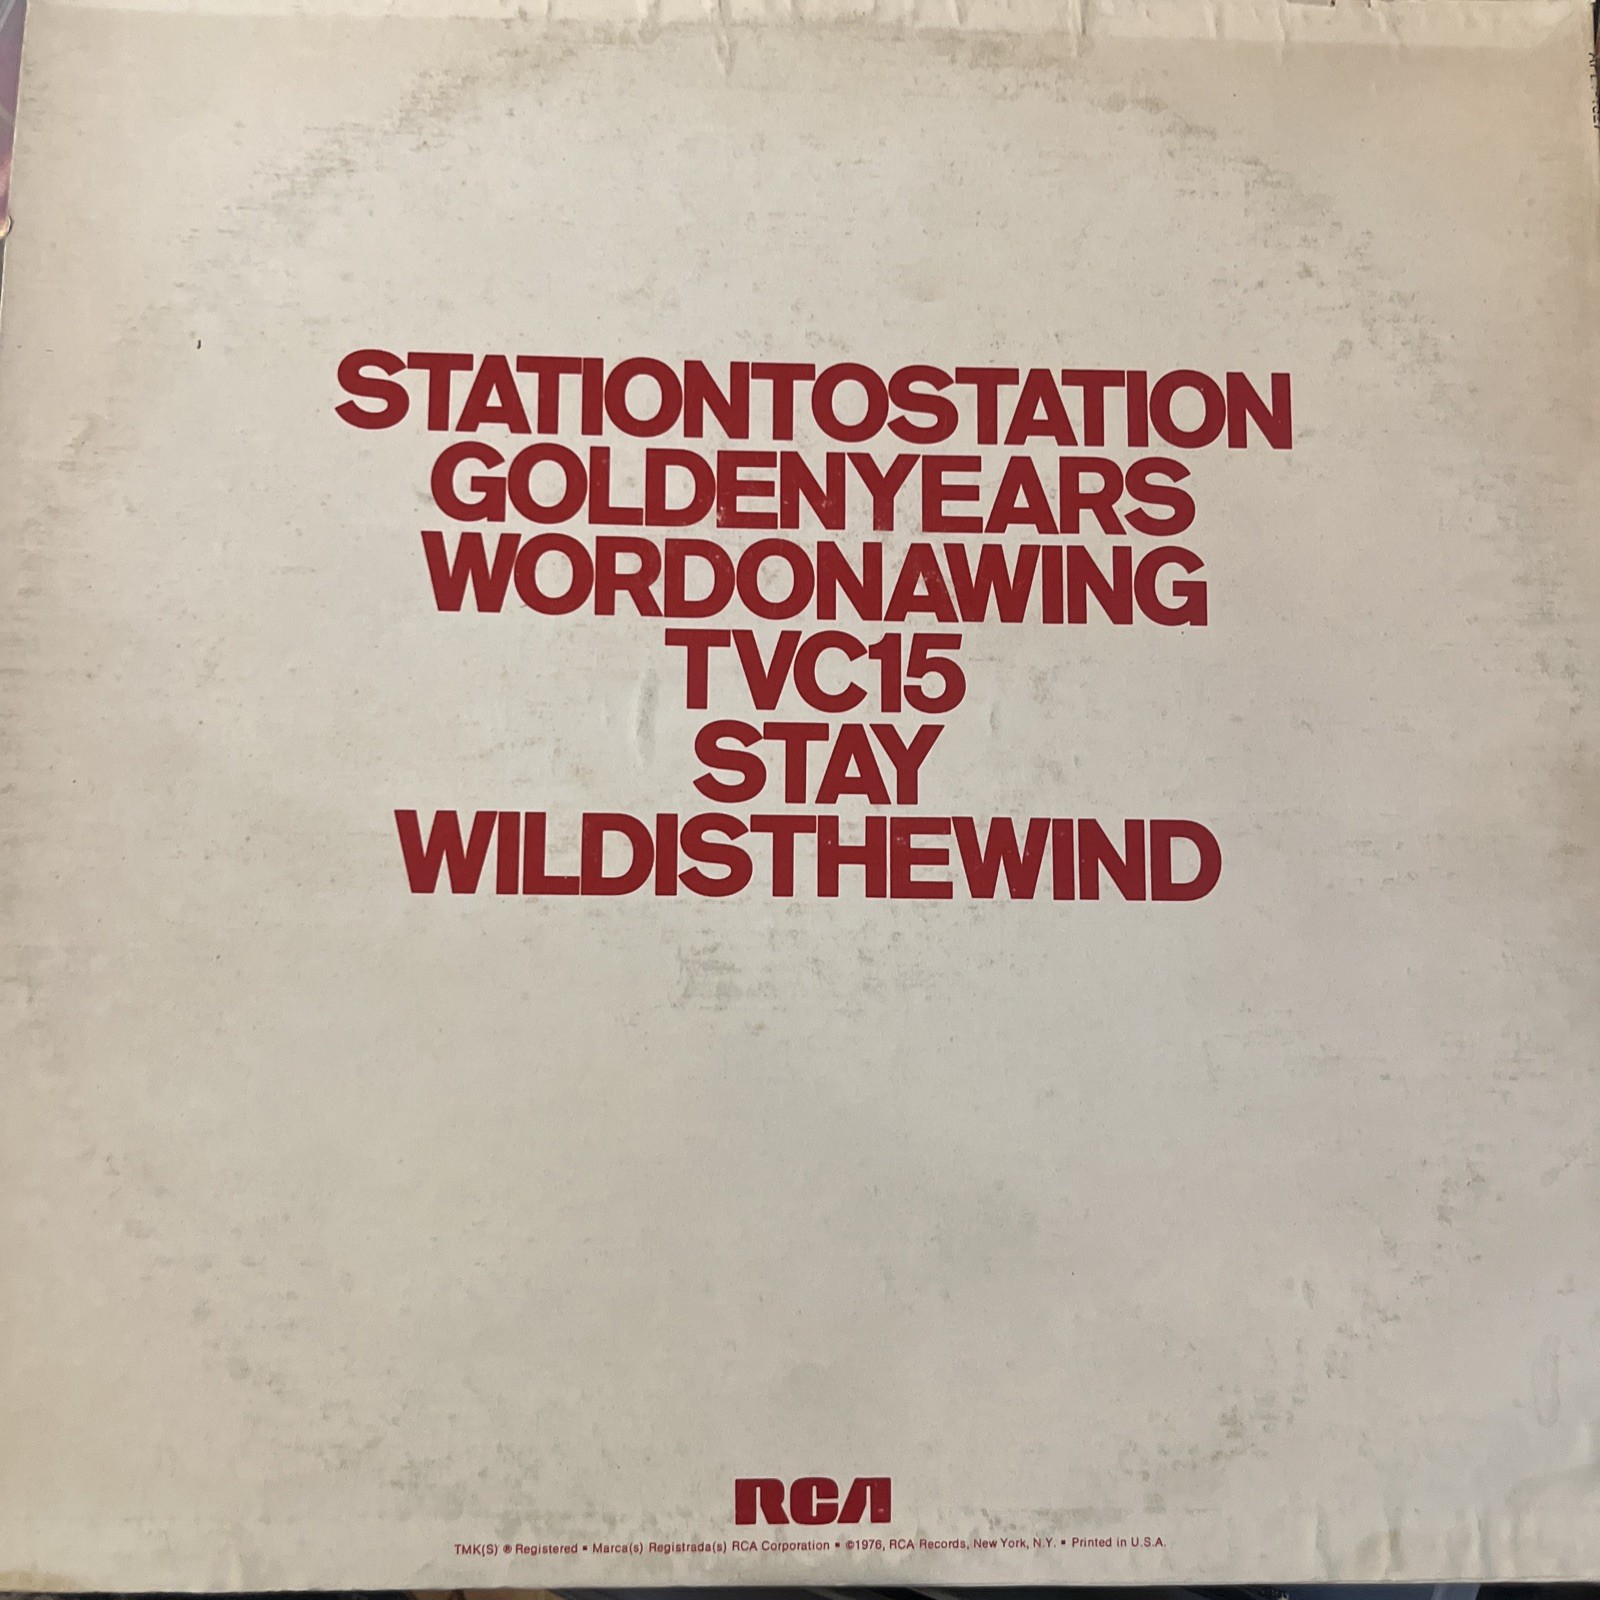 STATIONTOSTATION
GOLDENYEARS
WORDONAWING
TVC15
STAY
WILDISTHEWIND
RCA
TMK(S) ® Registered ▪ Marca(s) Registrada(s) RCA Corporation ▪ ©1976, RCA Records, New York, N.Y. ▪ Printed in U.S.A.